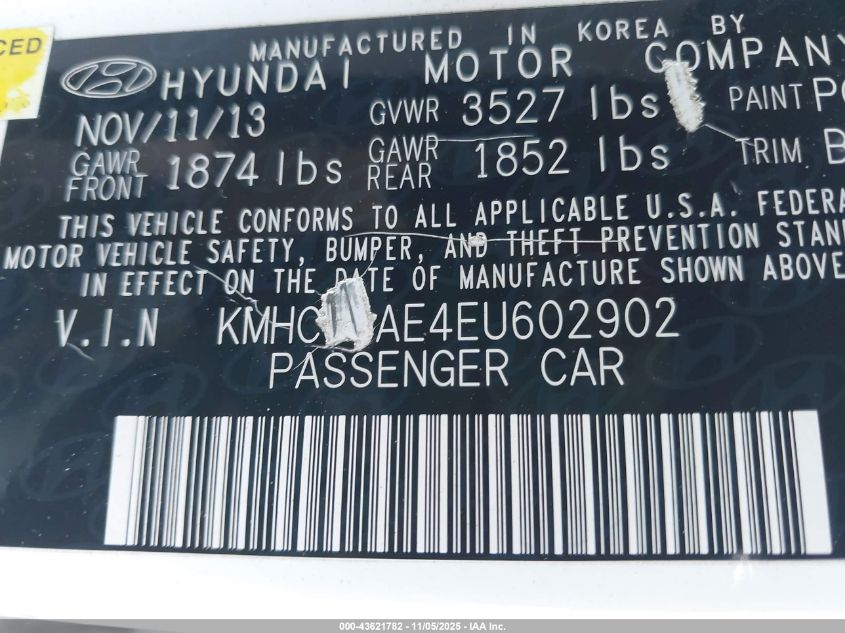 CED
MANUFACTURED IN KOREA BY
HYUNDAI MOTOR COMPANY
NOV/11/13 GVWR 3527 lbs PAINT
GAWR FRONT 1874 lbs GAWR REAR 1852 lbs TRIM
THIS VEHICLE CONFORMS TO ALL APPLICABLE U.S.A. FEDERA
MOTOR VEHICLE SAFETY, BUMPER, AND THEFT PREVENTION STAN
IN EFFECT ON THE DATE OF MANUFACTURE SHOWN ABOVE
V.I.N KMHC AE4EU602902
PASSENGER CAR
000-43621782 - 11/05/2025 - IAA Inc.